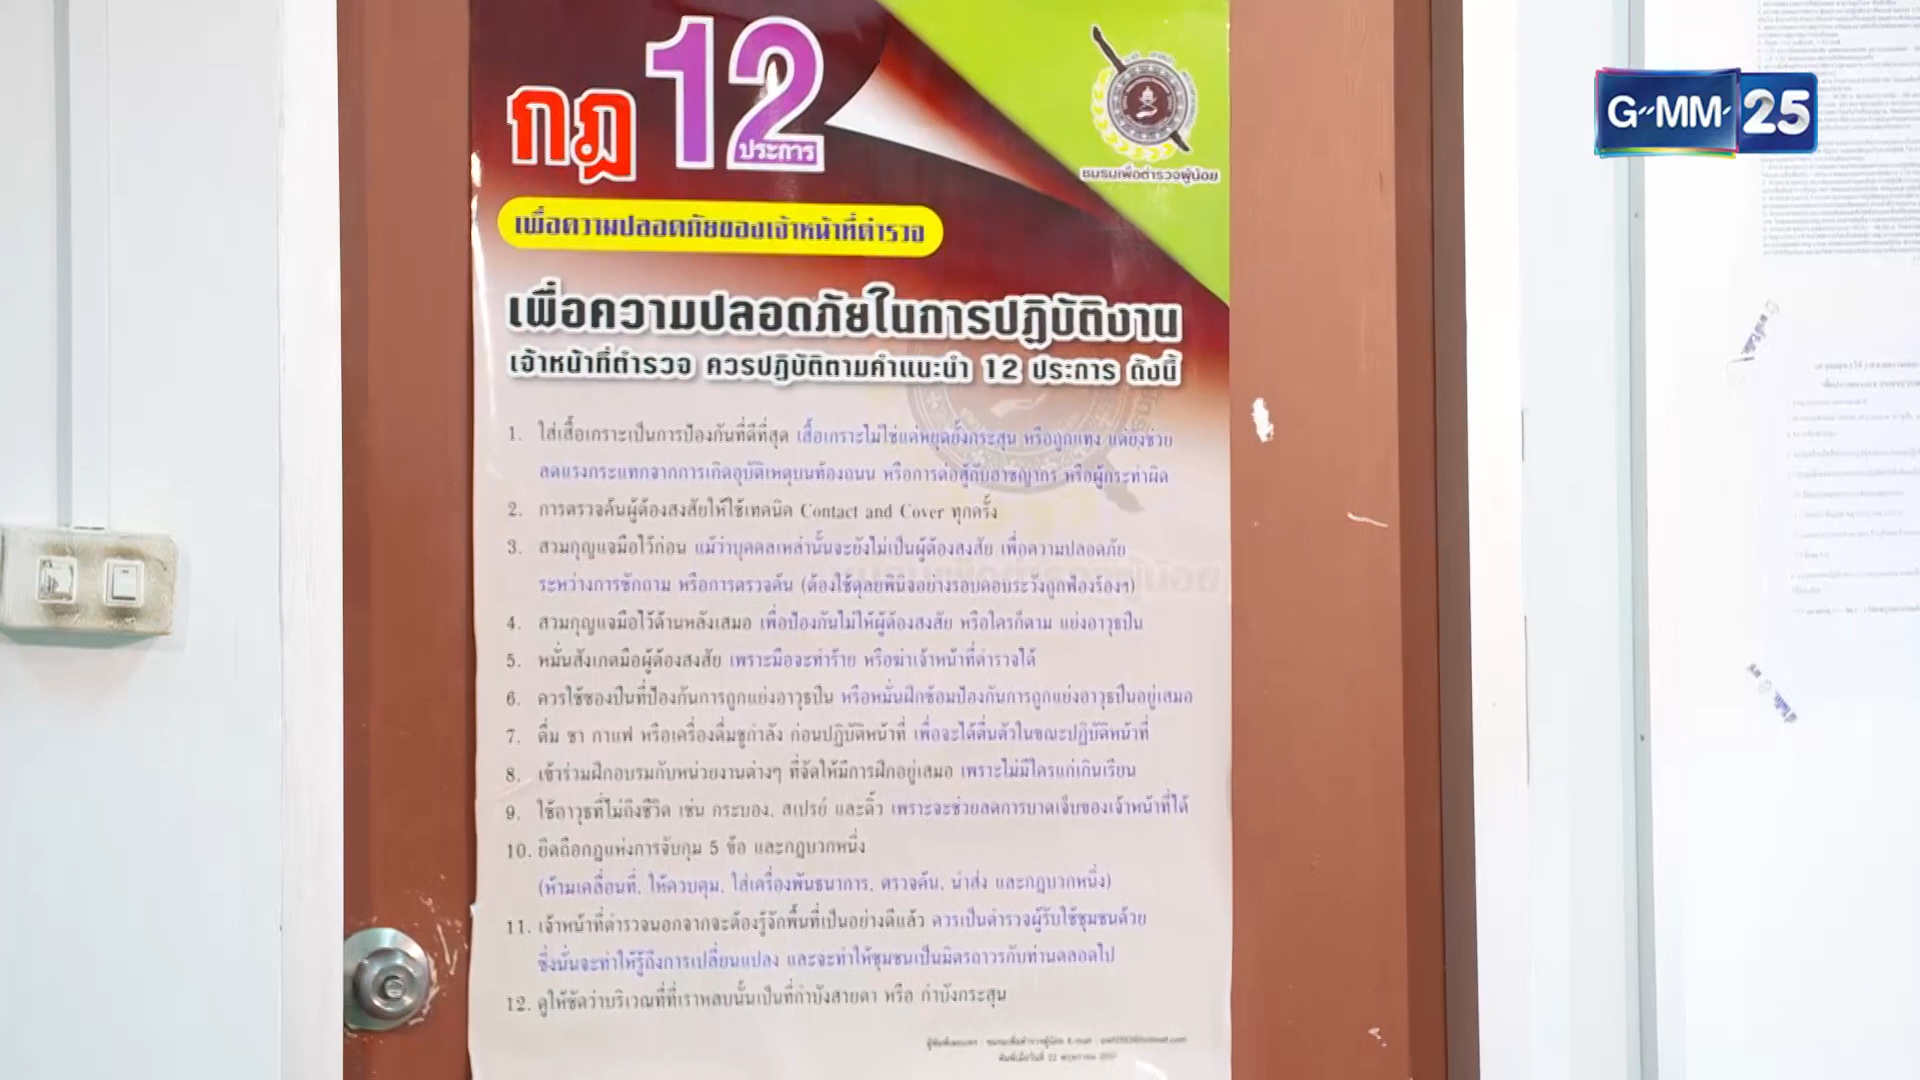 G"MM' 25
กฎ 12
ประการ
ชมรมเพื่อตำรวจผู้น้อย
เพื่อความปลอดภัยของเจ้าหน้าที่ตำรวจ
เพื่อความปลอดภัยในการปฏิบัติงาน
เจ้าหน้าที่ตำรวจ ควรปฏิบัติตามคำแนะนำ 12 ประการ ดังนี้
1. ใส่เสื้อเกราะเป็นการป้องกันที่ดีที่สุด เสื้อเกราะไม่ใช่แค่หยุดยั้งกระสุน หรือถูกแทง แต่ยังช่วย
ลดแรงกระแทกจากการเกิดอุบัติเหตุบนท้องถนน หรือการต่อสู้กับอาชญากร หรือผู้กระทำผิด
2. การตรวจค้นผู้ต้องสงสัยให้ใช้เทคนิค Contact and Cover ทุกครั้ง
3. สวมกุญแจมือไว้ก่อน แม้ว่าบุคคลเหล่านั้นจะยังไม่เป็นผู้ต้องสงสัย เพื่อความปลอดภัย
ระหว่างการซักถาม หรือการตรวจค้น (ต้องใช้ดุลยพินิจอย่างรอบคอบระวังถูกฟ้องร้องฯ)
4. สวมกุญแจมือไว้ด้านหลังเสมอ เพื่อป้องกันไม่ให้ผู้ต้องสงสัย หรือใครก็ตาม แย่งอาวุธปืน
5. หมั่นสังเกตมือผู้ต้องสงสัย เพราะมือจะทำร้าย หรือฆ่าเจ้าหน้าที่ตำรวจได้
6. ควรใช้ซองปืนที่ป้องกันการถูกแย่งอาวุธปืน หรือหมั่นฝึกซ้อมป้องกันการถูกแย่งอาวุธปืนอยู่เสมอ
7. ดื่ม ชา กาแฟ หรือเครื่องดื่มชูกำลัง ก่อนปฏิบัติหน้าที่ เพื่อจะได้ตื่นตัวในขณะปฏิบัติหน้าที่
8. เข้าร่วมฝึกอบรมกับหน่วยงานต่างๆ ที่จัดให้มีการฝึกอยู่เสมอ เพราะไม่มีใครแก่เกินเรียน
9. ใช้อาวุธที่ไม่ถึงชีวิต เช่น กระบอง, สเปรย์ และดิ้ว เพราะจะช่วยลดการบาดเจ็บของเจ้าหน้าที่ได้
10. ยึดถือกฎแห่งการจับกุม 5 ข้อ และกฎบวกหนึ่ง
(ห้ามเคลื่อนที่, ให้ควบคุม, ใส่เครื่องพันธนาการ, ตรวจค้น, นำส่ง และกฎบวกหนึ่ง)
11. เจ้าหน้าที่ตำรวจนอกจากจะต้องรู้จักพื้นที่เป็นอย่างดีแล้ว ควรเป็นตำรวจผู้รับใช้ชุมชนด้วย
ซึ่งนั่นจะทำให้รู้ถึงการเปลี่ยนแปลง และจะทำให้ชุมชนเป็นมิตรถาวรกับท่านตลอดไป
12. ดูให้ชัดว่าบริเวณที่ที่เราหลบนั้นเป็นที่กำบังสายตา หรือ กำบังกระสุน
ผู้พิมพ์เผยแพร่ : ชมรมเพื่อตำรวจผู้น้อย E-mail :
พิมพ์เมื่อวันที่ 22 พฤษภาคม